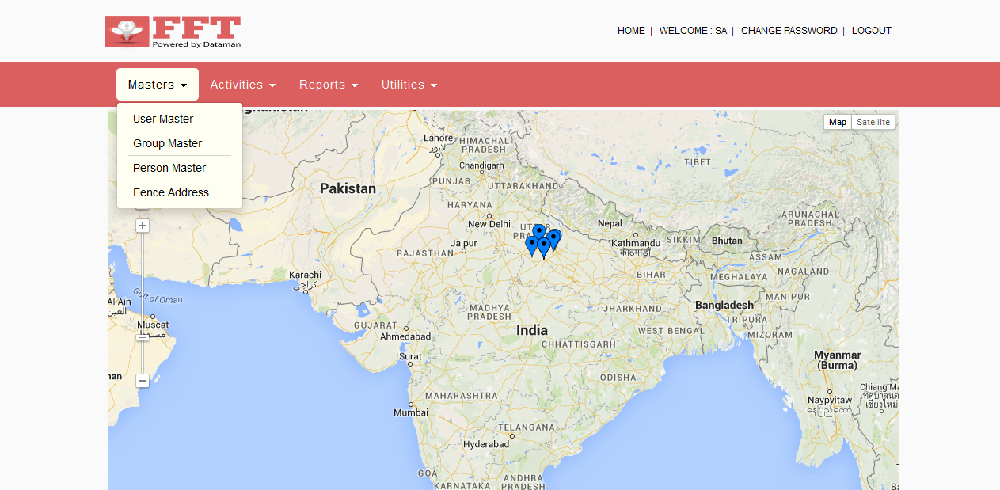 FFT
Powered by Dataman
HOME | WELCOME : SA | CHANGE PASSWORD | LOGOUT
Masters Activities Reports Utilities
User Master
Group Master
Person Master
Fence Address
Map Satellite
Lahore
لاہور
HIMACHAL
PRADESH
TIBET
Chandigarh
PUNJAB
UTTARAKHAND
Pakistan
HARYANA
New Delhi
UTTAR
Nepal
ARUNACHAL
PRADESH
Jaipur
Kathmandu
काठमाडौं
SIKKIM
Bhutan
RAJASTHAN
ASSAM
NAGALAND
Karachi
کراچی
BIHAR
MEGHALAYA
MANIPUR
Gulf of Oman
Al Ain
العين
Bangladesh
MADHYA
PRADESH
JHARKHAND
TRIPURA
Muscat
مسقط
GUJARAT
Ahmedabad
India
WEST BENGAL
MIZORAM
CHHATTISGARH
Surat
Myanmar
(Burma)
ODISHA
MAHARASHTRA
Chiang Ma
Naypyitaw
နေပြည်တော်
เชียงใหม่
Mumbai
TELANGANA
Hyderabad
GOA
KARNATAKA
ANDHRA
PRADESH